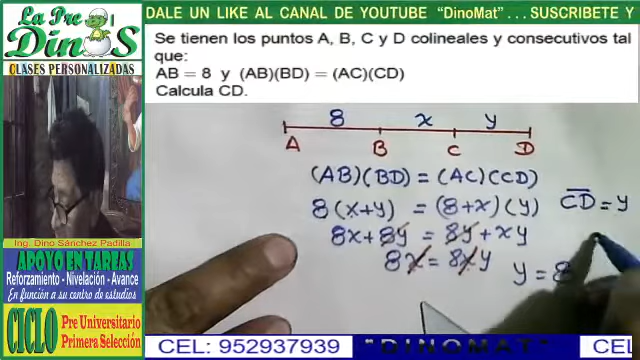 La Pre
DinoS
CLASES PERSONALIZADAS
DALE UN LIKE AL CANAL DE YOUTUBE "DinoMat"...SUSCRIBETE Y
Se tienen los puntos A, B, C y D colineales y consecutivos tal
que:
AB = 8 y (AB)(BD) = (AC)(CD)
Calcula CD.
8 x y
A B C D
(AB)(BD) = (AC)(CD)
8(x+y) = (8+x)(y)
8x+8y = 8y+xy
8x = xy
y = 8
CD = y
Ing. Dino Sánchez Padilla
APOYO EN TAREAS
Reforzamiento - Nivelación - Avance
En función a su centro de estudios
CICLO Pre Universitario
Primera Selección
CEL: 952937939 "DINOMAT" CEL